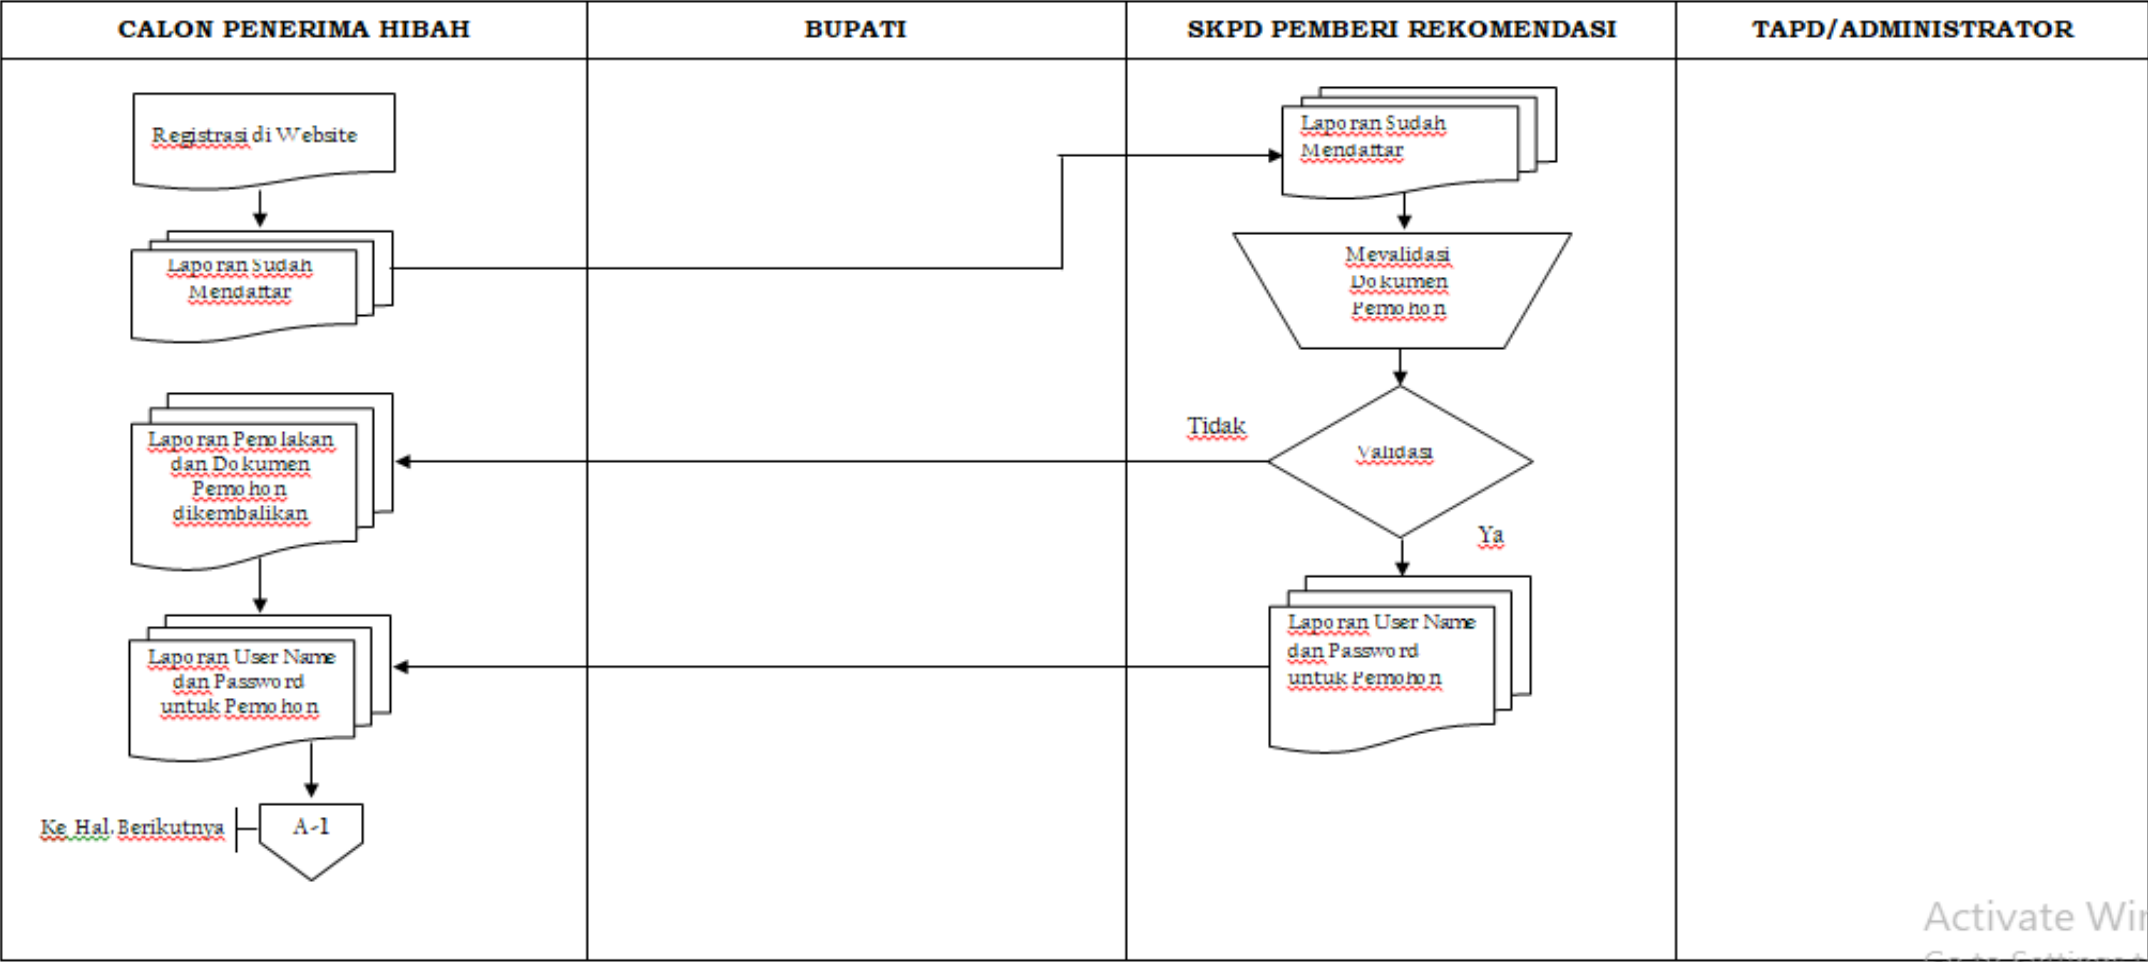 CALON PENERIMA HIBAH
BUPATI
SKPD PEMBERI REKOMENDASI
TAPD/ADMINISTRATOR
Registrasi di Website
Laporan Sudah
Mendaftar
Laporan Penolakan
dan Dokumen
Pemohon
dikembalikan
Laporan User Name
dan Password
untuk Pemohon
Ke Hal. Berikutnya
A-1
Laporan Sudah
Mendaftar
Mevalidasi
Dokumen
Pemohon
Tidak
Validasi
Ya
Laporan User Name
dan Password
untuk Pemohon
Activate